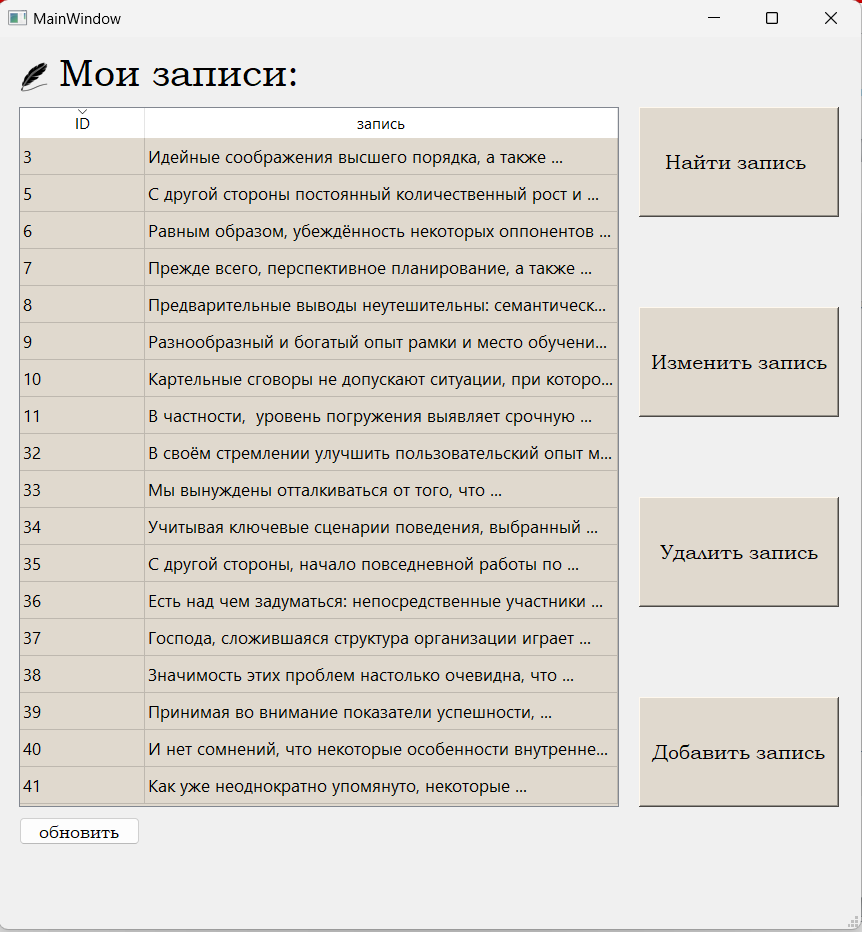 MainWindow
Мои записи:
ID запись
3 Идейные соображения высшего порядка, а также ...
5 С другой стороны постоянный количественный рост и ...
6 Равным образом, убеждённость некоторых оппонентов ...
7 Прежде всего, перспективное планирование, а также ...
8 Предварительные выводы неутешительны: семантическ...
9 Разнообразный и богатый опыт рамки и место обучени...
10 Картельные сговоры не допускают ситуации, при которо...
11 В частности,  уровень погружения выявляет срочную ...
32 В своём стремлении улучшить пользовательский опыт м...
33 Мы вынуждены отталкиваться от того, что ...
34 Учитывая ключевые сценарии поведения, выбранный ...
35 С другой стороны, начало повседневной работы по ...
36 Есть над чем задуматься: непосредственные участники ...
37 Господа, сложившаяся структура организации играет ...
38 Значимость этих проблем настолько очевидна, что ...
39 Принимая во внимание показатели успешности, ...
40 И нет сомнений, что некоторые особенности внутренне...
41 Как уже неоднократно упомянуто, некоторые ...
обновить
Найти запись
Изменить запись
Удалить запись
Добавить запись